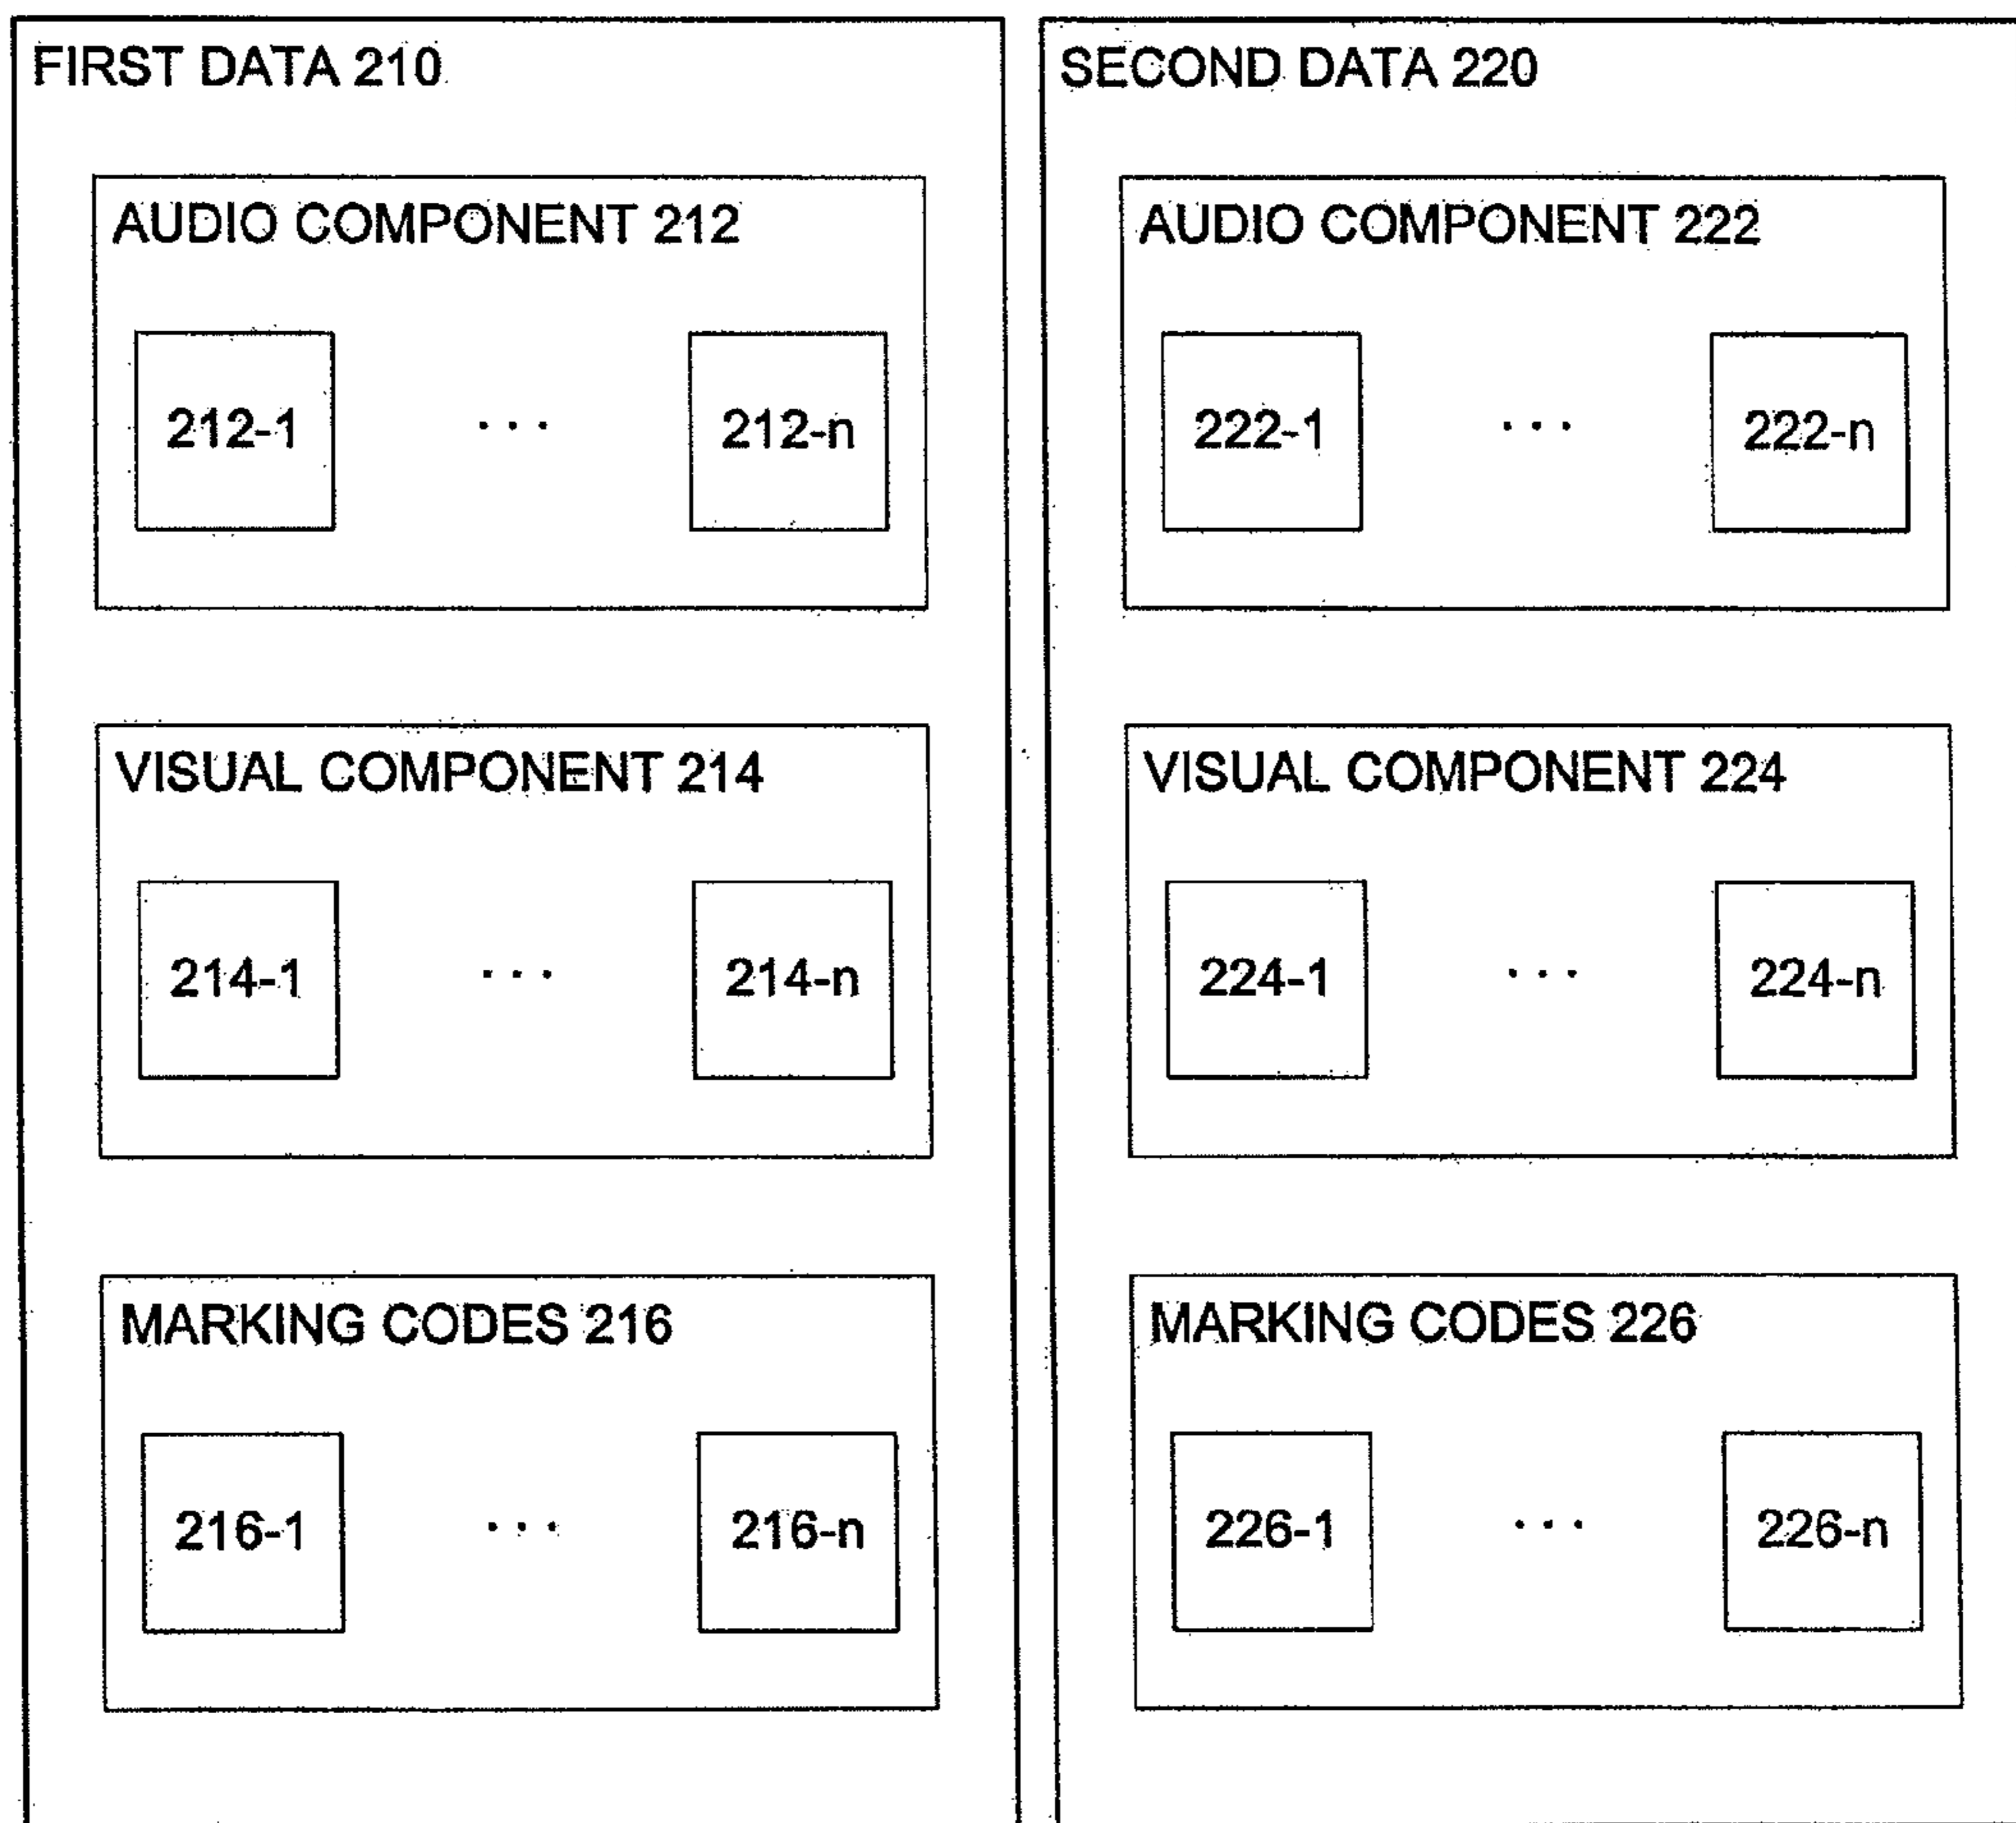 FIRST DATA 210
AUDIO COMPONENT 212
212-1 ... 212-n
VISUAL COMPONENT 214
214-1 ... 214-n
MARKING CODES 216
216-1 ... 216-n
SECOND DATA 220
AUDIO COMPONENT 222
222-1 ... 222-n
VISUAL COMPONENT 224
224-1 ... 224-n
MARKING CODES 226
226-1 ... 226-n